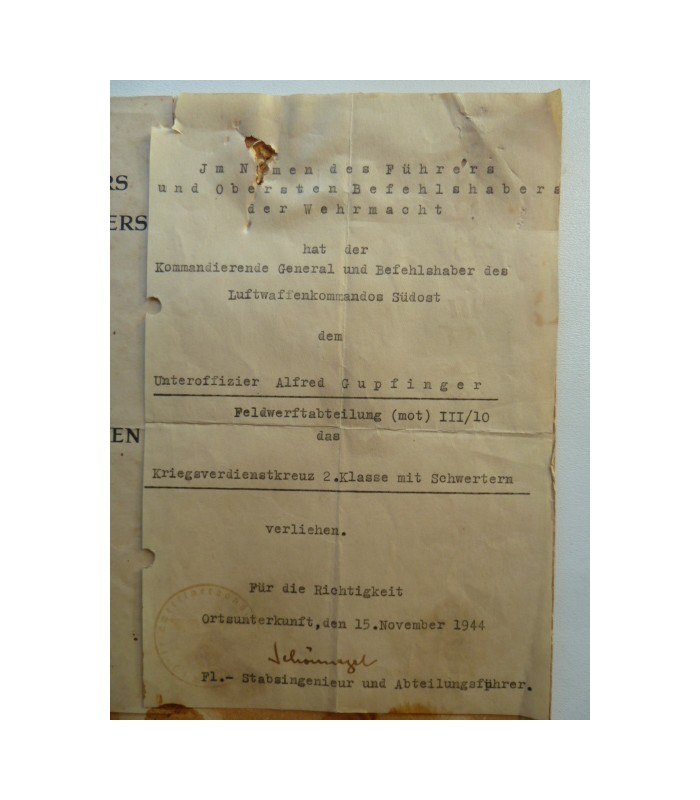 RS
ERS
EN
Jm Namen des Führers
und Obersten Befehlshabers
der Wehrmacht
hat der
Kommandierende General und Befehlshaber des
Luftwaffenkommandos Südost
dem
Unteroffizier Alfred Gupfinger
Feldwerftabteilung (mot) III/10
das
Kriegsverdienstkreuz 2.Klasse mit Schwertern
verliehen.
Für die Richtigkeit
Ortsunterkunft,den 15.November 1944
Fl.- Stabsingenieur und Abteilungsführer.